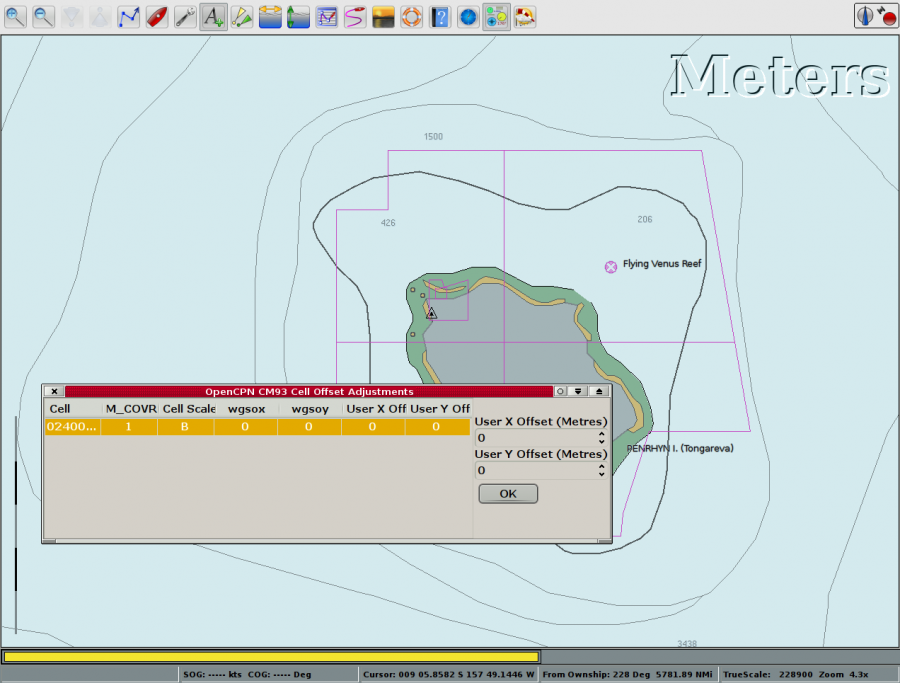 A
?
Meters
1500
426
206
Flying Venus Reef
PENRHYN I. (Tongareva)
3438
OpenCPN CM93 Cell Offset Adjustments
Cell M_COVR Cell Scale wgsox wgsoy User X Off User Y Off
02400... 1 B 0 0 0 0
User X Offset (Metres)
0
User Y Offset (Metres)
0
OK
SOG: ----- kts COG: ----- Deg Cursor: 009 05.8582 S 157 49.1446 W From Ownship: 228 Deg 5781.89 NMi TrueScale: 228900 Zoom 4.3x